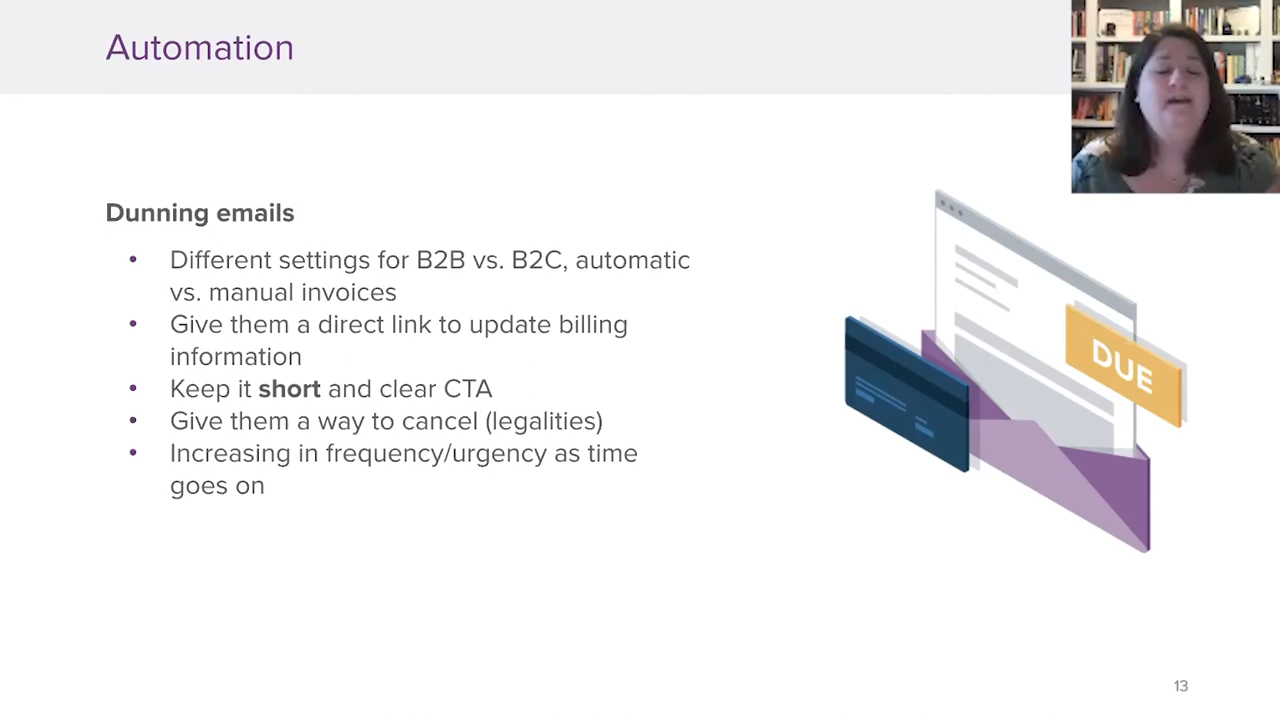 Automation
Dunning emails
• Different settings for B2B vs. B2C, automatic
vs. manual invoices
• Give them a direct link to update billing
information
• Keep it short and clear CTA
• Give them a way to cancel (legalities)
• Increasing in frequency/urgency as time
goes on
DUE
13